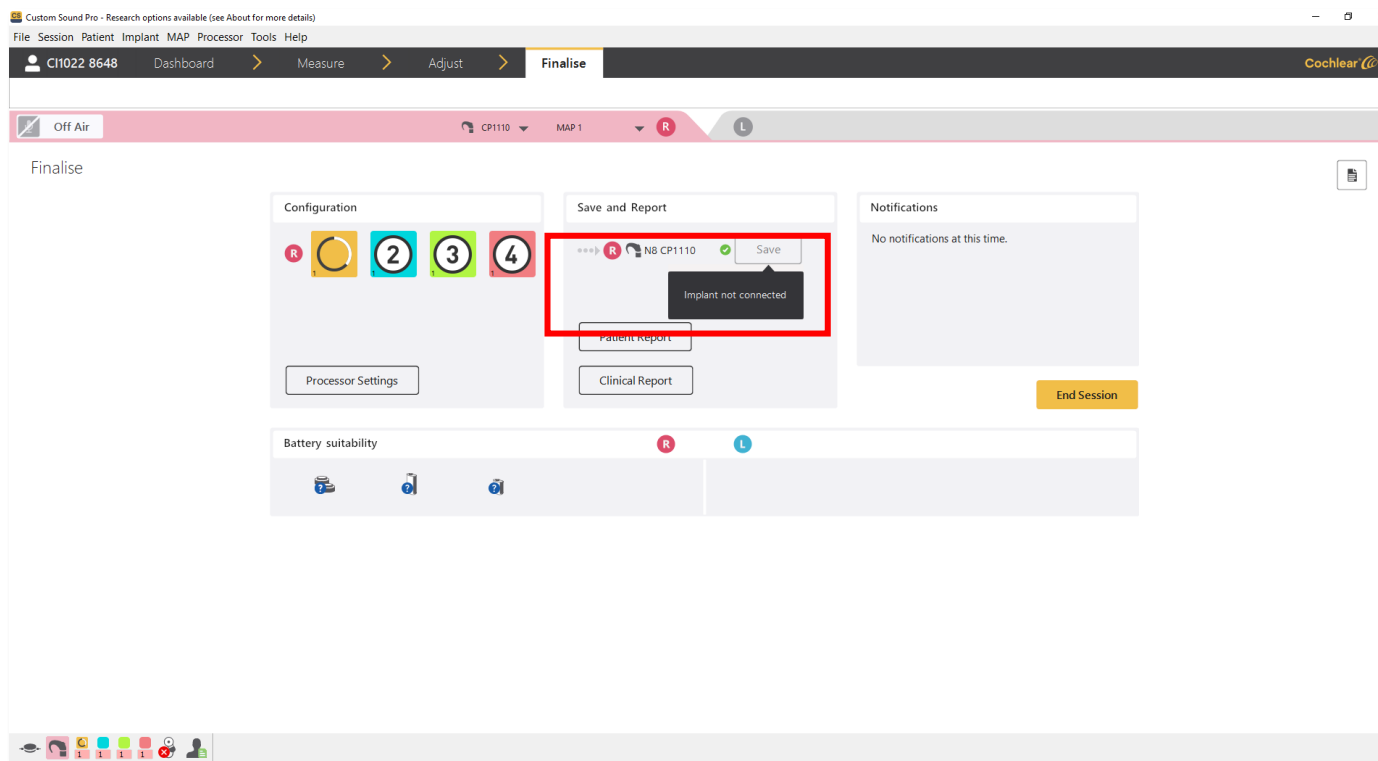 CS Custom Sound Pro - Research options available (see About for more details)
File Session Patient Implant MAP Processor Tools Help
CI1022 8648 Dashboard Measure Adjust Finalise Cochlear
Off Air CP1110 MAP 1 R L
Finalise
Configuration Save and Report Notifications
R 1 2 1 3 1 4 1 R N8 CP1110 Save No notifications at this time.
Implant not connected
Patient Report
Processor Settings Clinical Report End Session
Battery suitability R L
? ? ?
C 1 1 1 1